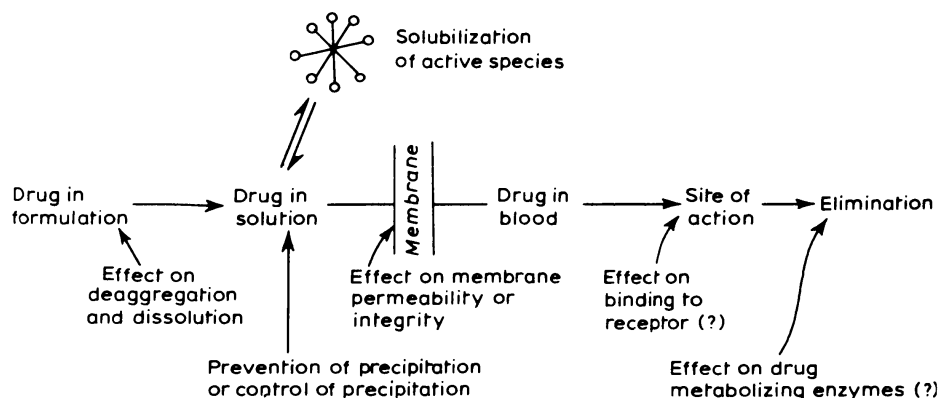 Solubilization
of active species
Drug in
formulation
Drug in
solution
Membrane
Drug in
blood
Site of
action
Elimination
Effect on
deaggregation
and dissolution
Effect on membrane
permeability or
integrity
Effect on
binding to
receptor (?)
Prevention of precipitation
or control of precipitation
Effect on drug
metabolizing enzymes (?)